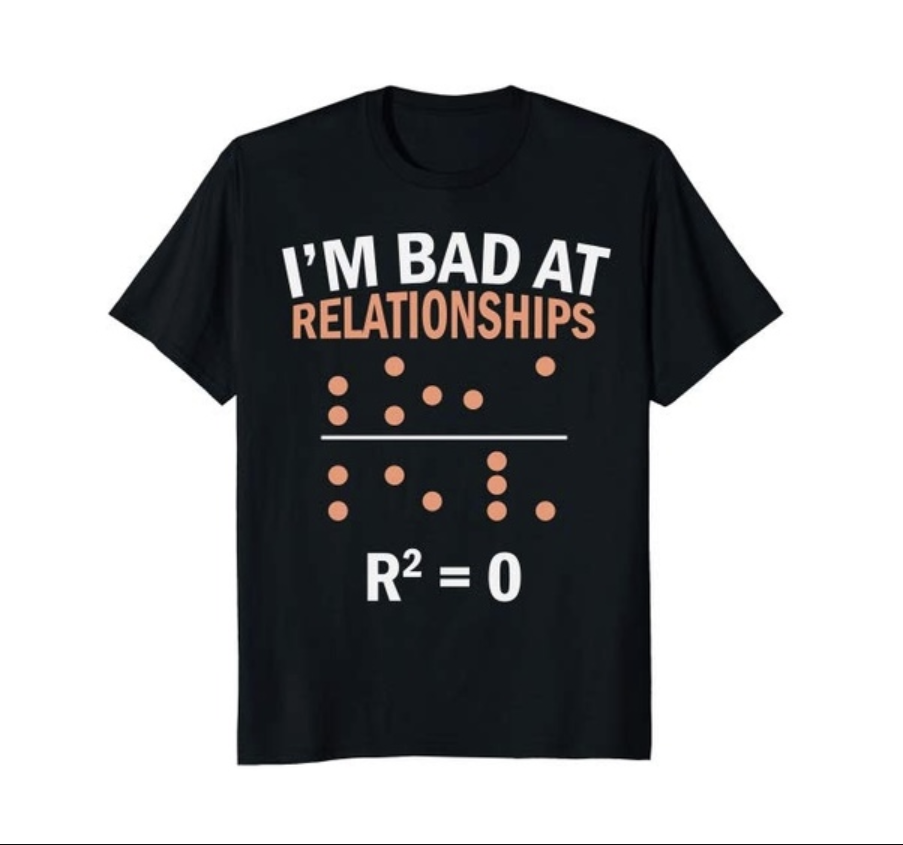 I'M BAD AT
RELATIONSHIPS
R² = 0